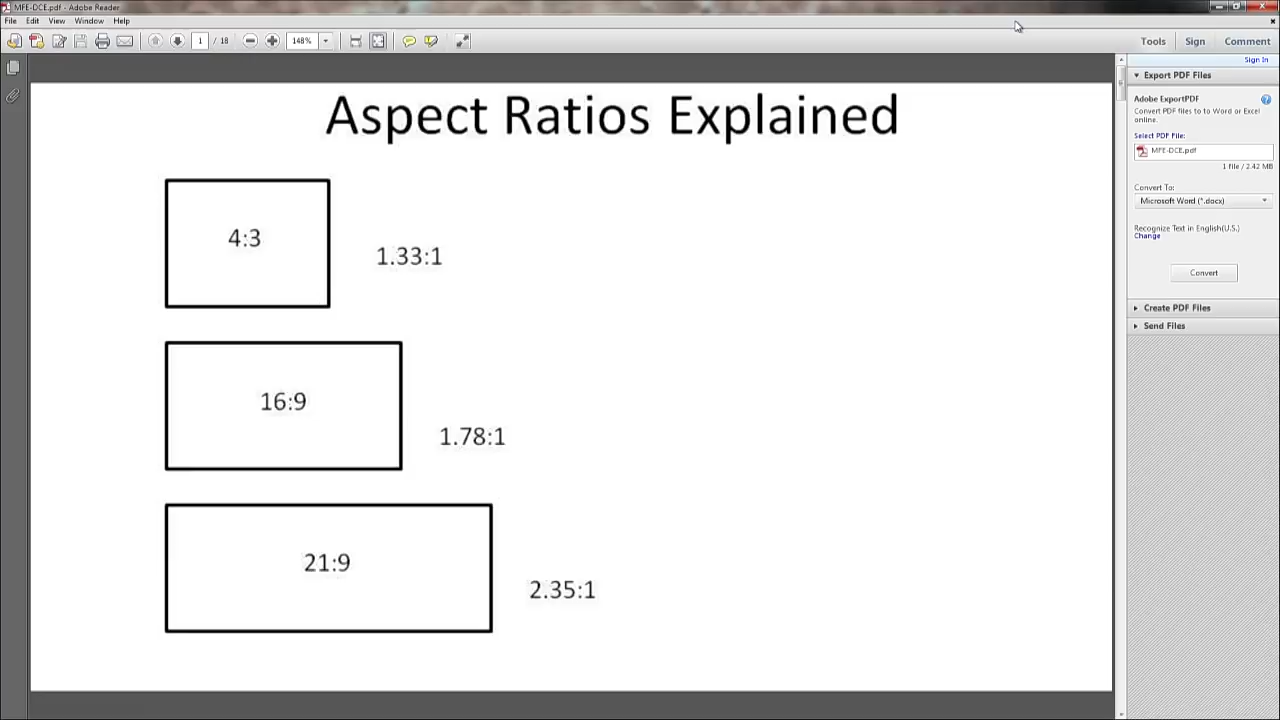 MFE-DCE.pdf - Adobe Reader
File Edit View Window Help
1 / 18 148% Tools Sign Comment
Sign In
Export PDF Files
Adobe ExportPDF
Convert PDF files to to Word or Excel
online.
Select PDF File:
MFE-DCE.pdf
1 file / 2.42 MB
Convert To:
Microsoft Word (*.docx)
Recognize Text in English(U.S.)
Change
Convert
Create PDF Files
Send Files
Aspect Ratios Explained
4:3
1.33:1
16:9
1.78:1
21:9
2.35:1